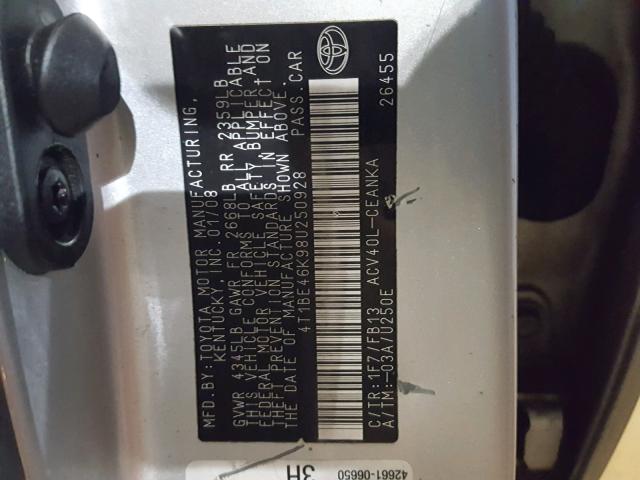 MFD.BY:TOYOTA MOTOR MANUFACTURING,
KENTUCKY, INC. 01/08
GVWR 4345LB GAWR FR 2668LB RR 2359LB
THIS VEHICLE CONFORMS TO ALL APPLICABLE
FEDERAL MOTOR VEHICLE SAFETY BUMPER AND
THEFT PREVENTION STANDARDS IN EFFECT ON
THE DATE OF MANUFACTURE SHOWN ABOVE.
4T1BE46K98U250928 PASS.CAR
C/TR:1F7/FB13 ACV40L-CEANKA 26455
A/TM:-03A/U250E
42661-06650
3H